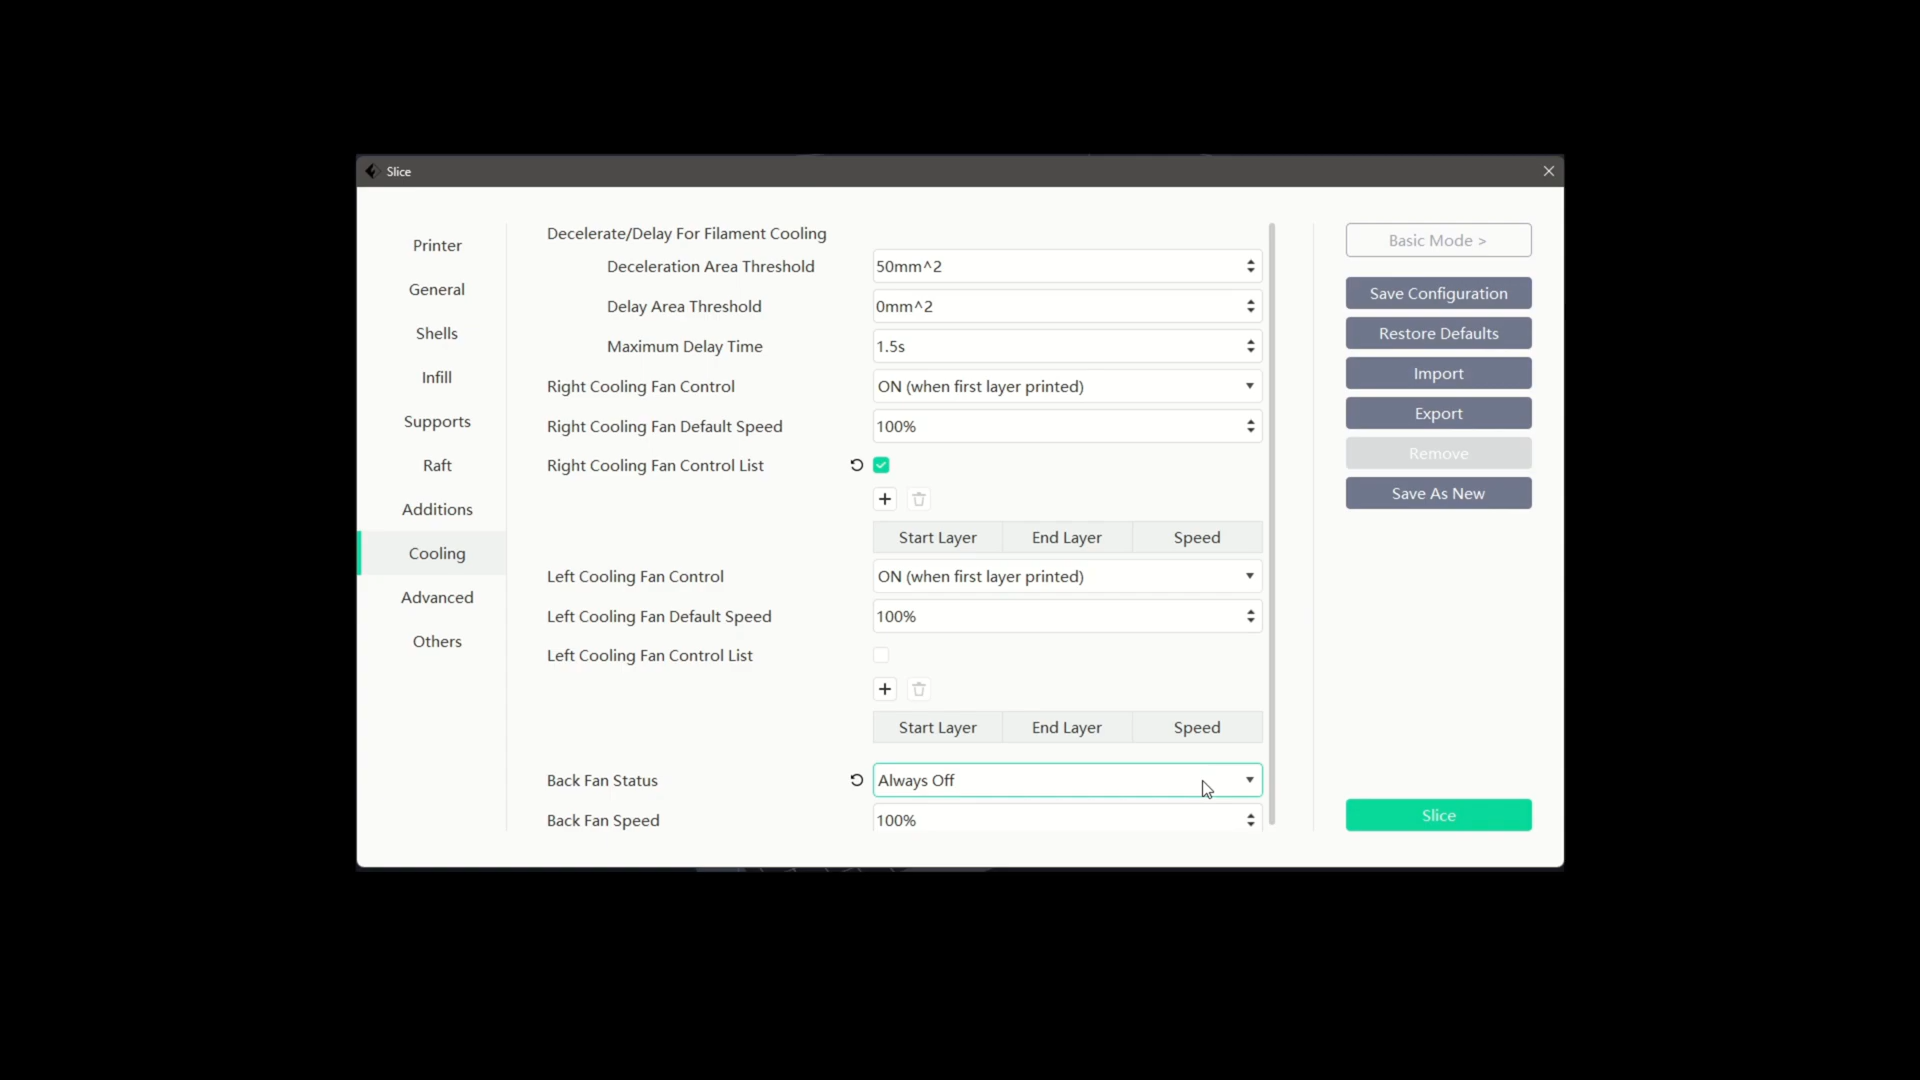 Slice
Printer
General
Shells
Infill
Supports
Raft
Additions
Cooling
Advanced
Others
Decelerate/Delay For Filament Cooling
Deceleration Area Threshold 50mm^2
Delay Area Threshold 0mm^2
Maximum Delay Time 1.5s
Right Cooling Fan Control ON (when first layer printed)
Right Cooling Fan Default Speed 100%
Right Cooling Fan Control List
Start Layer End Layer Speed
Left Cooling Fan Control ON (when first layer printed)
Left Cooling Fan Default Speed 100%
Left Cooling Fan Control List
Start Layer End Layer Speed
Back Fan Status Always Off
Back Fan Speed 100%
Basic Mode >
Save Configuration
Restore Defaults
Import
Export
Remove
Save As New
Slice